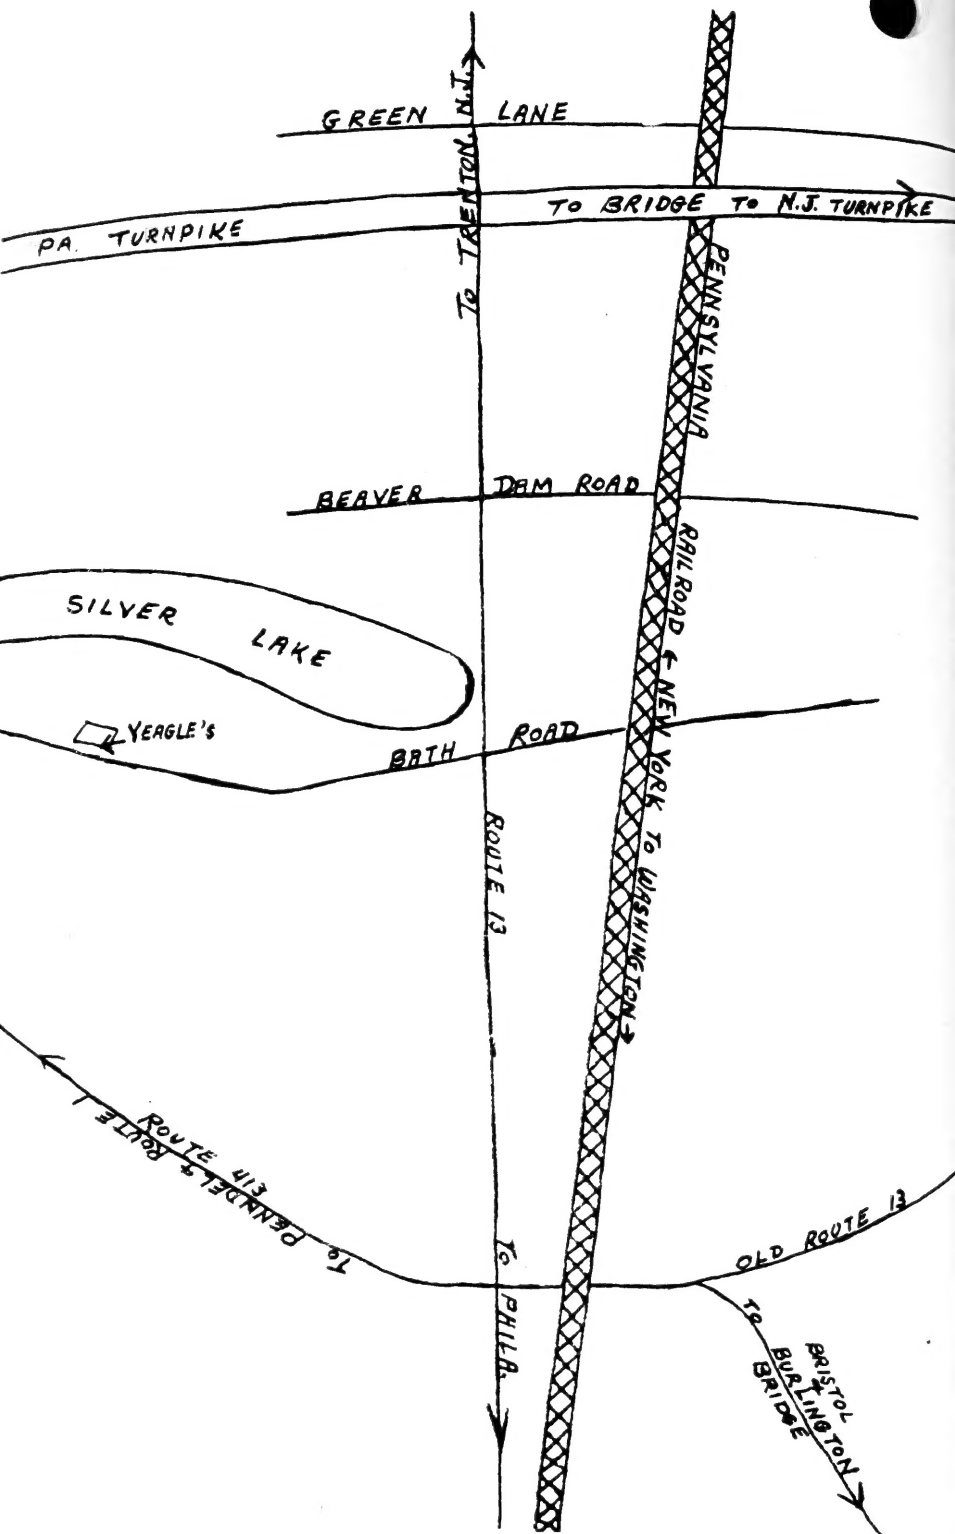 GREEN LANE
TO TRENTON, N.J.
PA. TURNPIKE
TO BRIDGE TO N.J. TURNPIKE
PENNSYLVANIA RAILROAD ← NEW YORK TO WASHINGTON →
BEAVER DAM ROAD
SILVER LAKE
YEAGLE'S
BATH ROAD
ROUTE 13
ROUTE 413
TO PENNDEL & ROUTE 1
TO PHILA.
OLD ROUTE 13
TO BRISTOL
+
BURLINGTON
BRIDGE